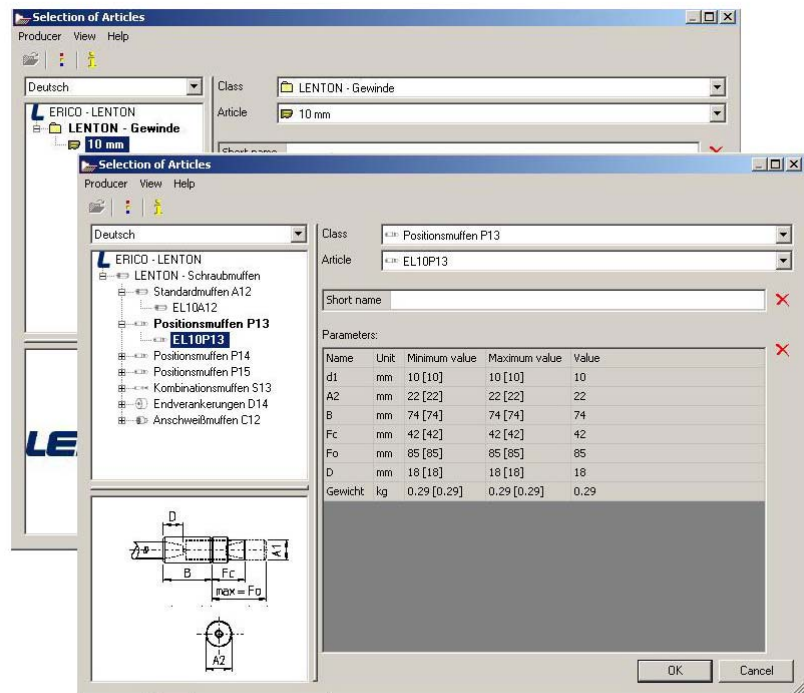 Selection of Articles
Producer View Help
Deutsch
ERICO - LENTON
LENTON - Gewinde
10 mm
Class LENTON - Gewinde
Article 10 mm
Short name
LE
Selection of Articles
Producer View Help
Deutsch
ERICO - LENTON
LENTON - Schraubmuffen
Standardmuffen A12
EL10A12
Positionsmuffen P13
EL10P13
Positionsmuffen P14
Positionsmuffen P15
Kombinationsmuffen S13
Endverankerungen D14
Anschweißmuffen C12
Class Positionsmuffen P13
Article EL10P13
Short name
Parameters:
Name Unit Minimum value Maximum value Value
d1 mm 10 [10] 10 [10] 10
A2 mm 22 [22] 22 [22] 22
B mm 74 [74] 74 [74] 74
Fc mm 42 [42] 42 [42] 42
Fo mm 85 [85] 85 [85] 85
D mm 18 [18] 18 [18] 18
Gewicht kg 0.29 [0.29] 0.29 [0.29] 0.29
D
A1
B Fc
max = Fo
A2
OK Cancel